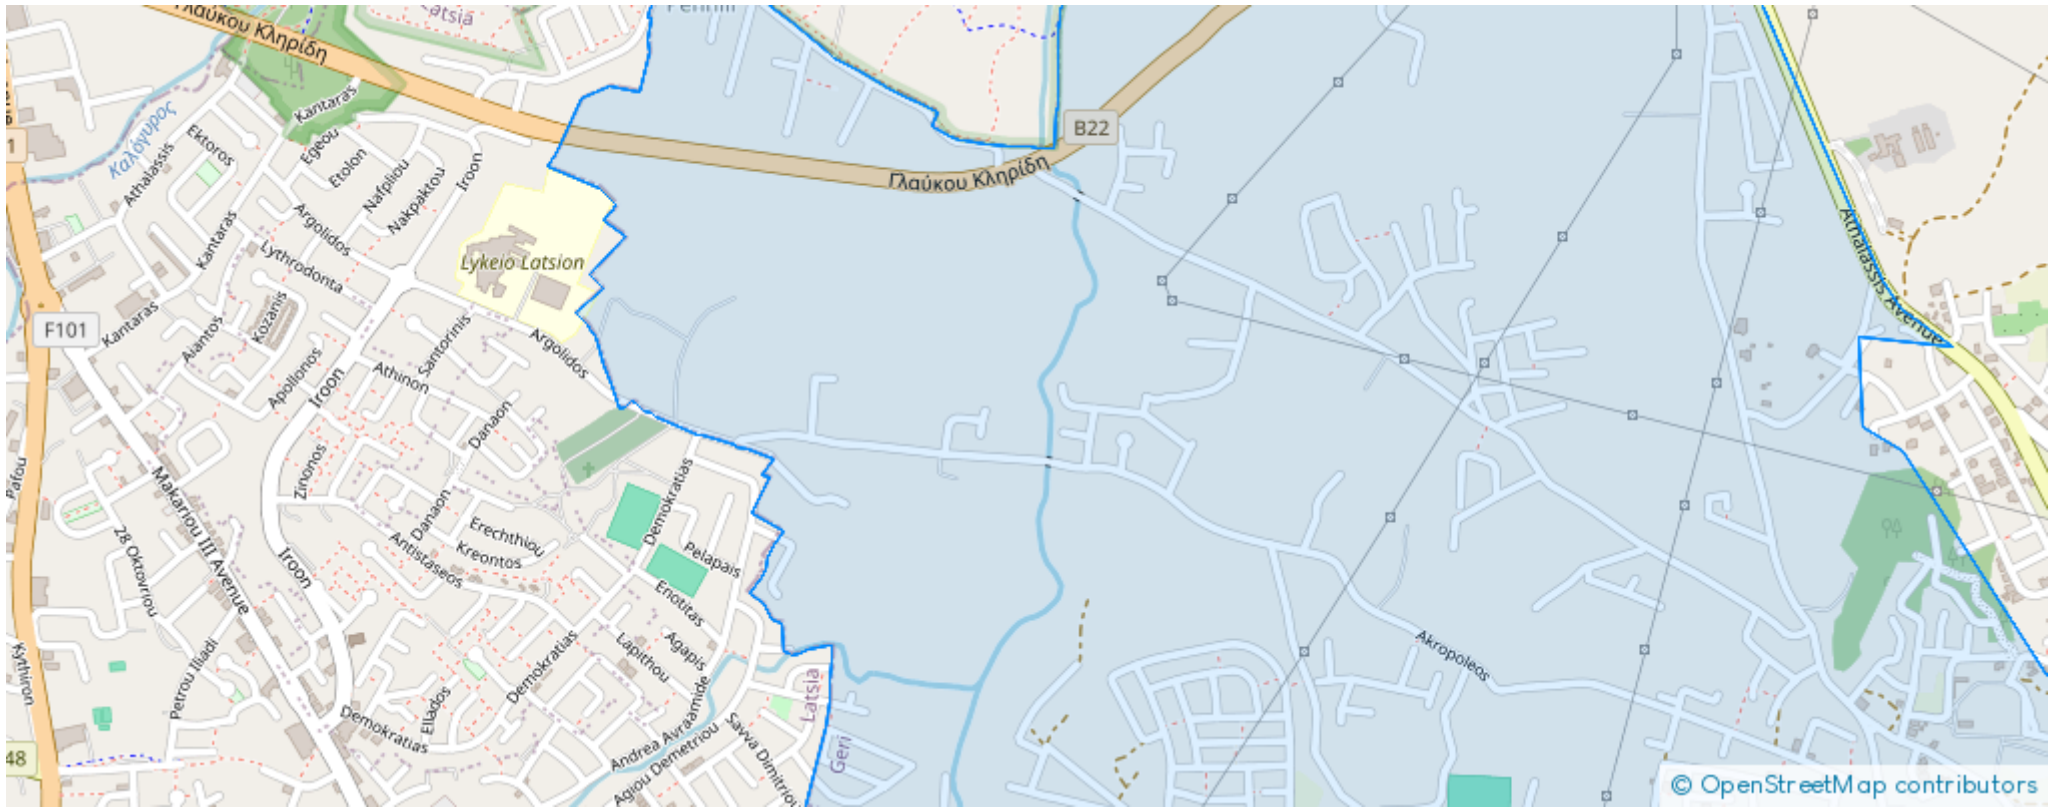 Γλαύκου Κληρίδη
Latsia
Kantaras
Καλόγυρος
1
Ektoros
Egeou
Etolon
Nafpliou
Nakpaktou
Iroon
Athalassis
B22
Γλαύκου Κληρίδη
Kantaras
Argolidos
Lythrodonta
Lykeio Latsion
Athalassis Avenue
F101
Kantaras
Aiantos
Kozanis
Santorinis
Argolidos
Apollonos
Iroon
Athinon
Danaon
Pafou
Makariou III Avenue
Zinonos
Danaon
Demokratias
28 Oktovriou
Iroon
Antistaseos
Erechthiou
Kreontos
Pelapais
Eriotitas
Kythiron
Petrou Iliadi
Demokratias
Lapithou
Agapis
Akropoleos
Ellados
Demokratias
Andrea Avraamide
Agiou Demetriou
Savva Dimitriou
Latsia
Geri
48
© OpenStreetMap contributors